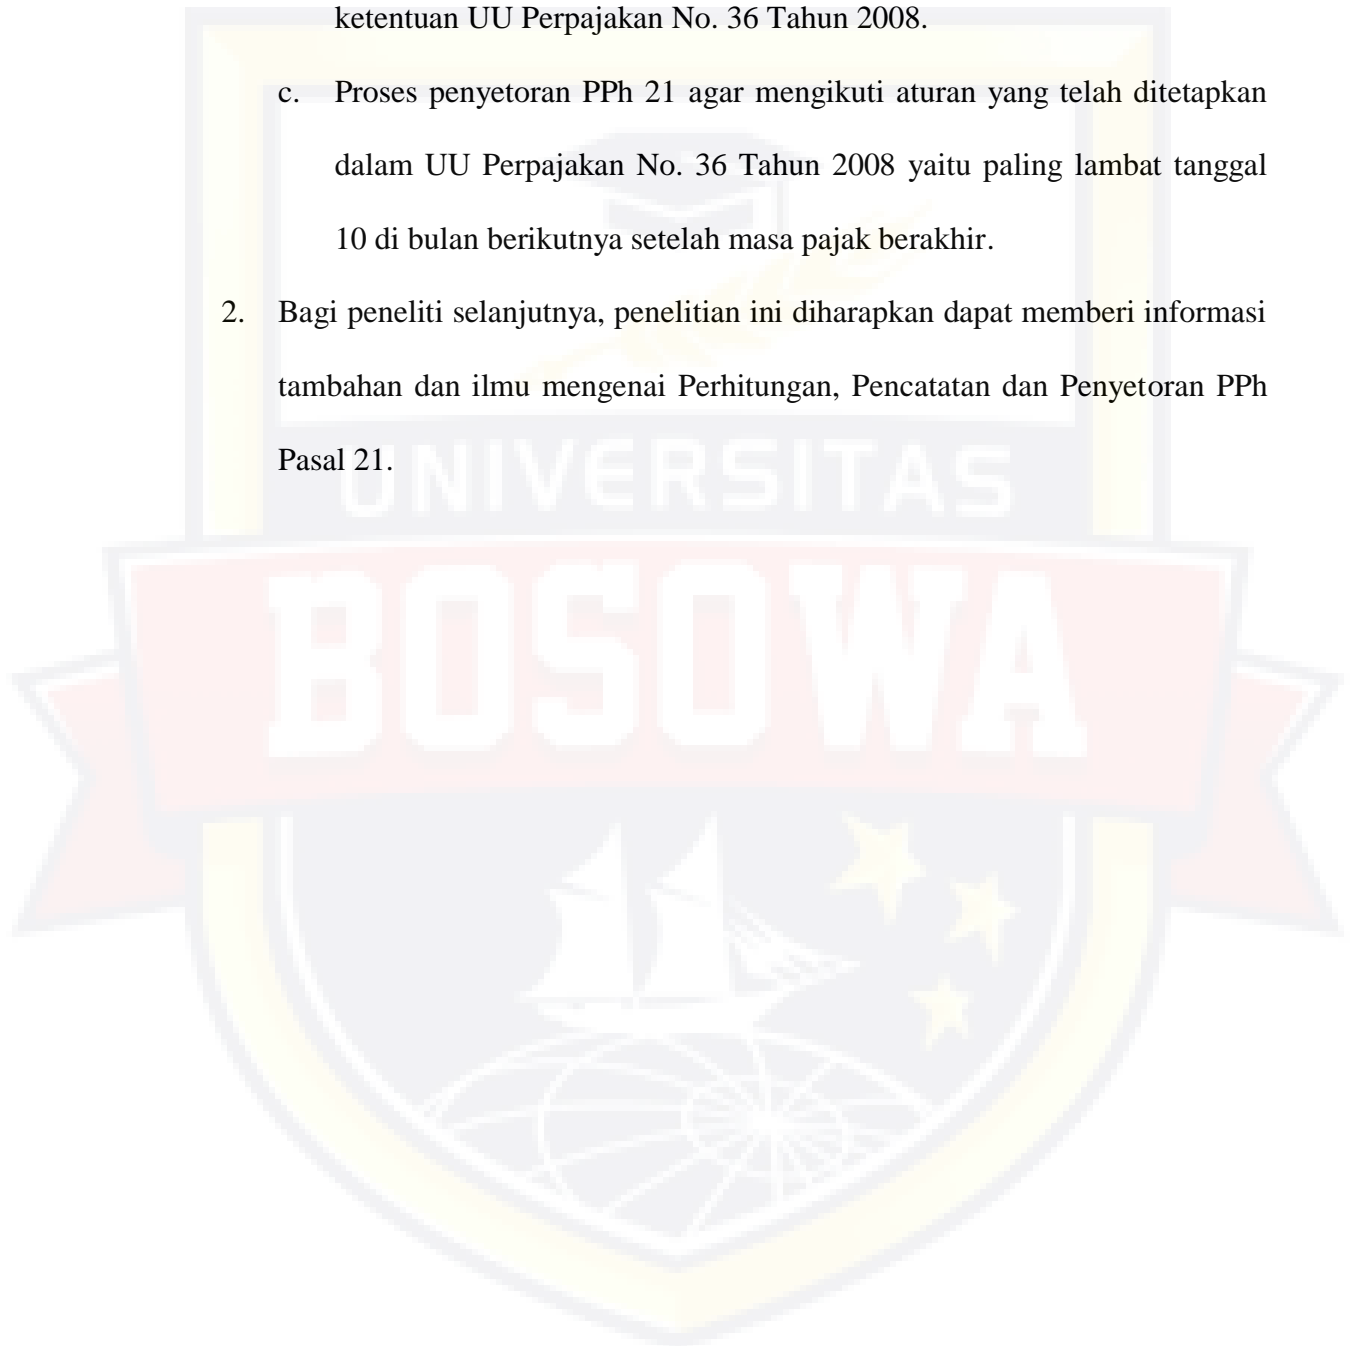 ketentuan UU Perpajakan No. 36 Tahun 2008.
c. Proses penyetoran PPh 21 agar mengikuti aturan yang telah ditetapkan
dalam UU Perpajakan No. 36 Tahun 2008 yaitu paling lambat tanggal
10 di bulan berikutnya setelah masa pajak berakhir.
2. Bagi peneliti selanjutnya, penelitian ini diharapkan dapat memberi informasi
tambahan dan ilmu mengenai Perhitungan, Pencatatan dan Penyetoran PPh
Pasal 21.
UNIVERSITAS
BOSOWA